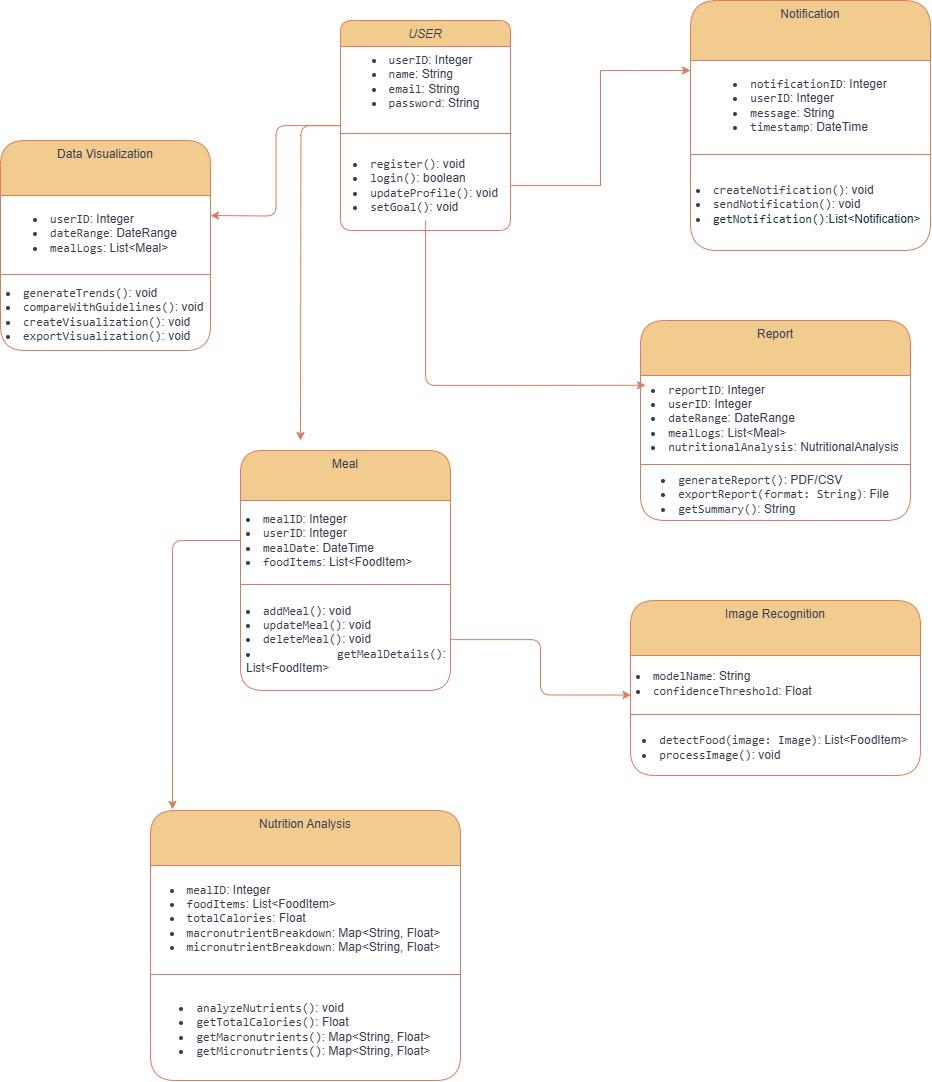 USER
userID: Integer
name: String
email: String
password: String
register(): void
login(): boolean
updateProfile(): void
setGoal(): void
Notification
notificationID: Integer
userID: Integer
message: String
timestamp: DateTime
createNotification(): void
sendNotification(): void
getNotification():List<Notification>
Data Visualization
userID: Integer
dateRange: DateRange
mealLogs: List<Meal>
generateTrends(): void
compareWithGuidelines(): void
createVisualization(): void
exportVisualization(): void
Report
reportID: Integer
userID: Integer
dateRange: DateRange
mealLogs: List<Meal>
nutritionalAnalysis: NutritionalAnalysis
generateReport(): PDF/CSV
exportReport(format: String): File
getSummary(): String
Meal
mealID: Integer
userID: Integer
mealDate: DateTime
foodItems: List<FoodItem>
addMeal(): void
updateMeal(): void
deleteMeal(): void
getMealDetails():
List<FoodItem>
Image Recognition
modelName: String
confidenceThreshold: Float
detectFood(image: Image): List<FoodItem>
processImage(): void
Nutrition Analysis
mealID: Integer
foodItems: List<FoodItem>
totalCalories: Float
macronutrientBreakdown: Map<String, Float>
micronutrientBreakdown: Map<String, Float>
analyzeNutrients(): void
getTotalCalories(): Float
getMacronutrients(): Map<String, Float>
getMicronutrients(): Map<String, Float>